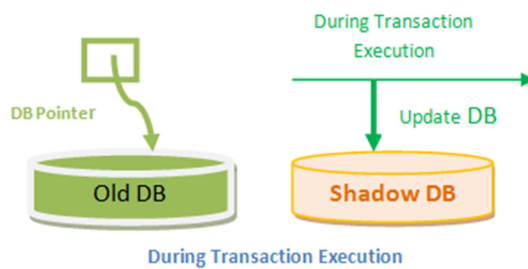 During Transaction
Execution
DB Pointer
Update DB
Old DB
Shadow DB
During Transaction Execution